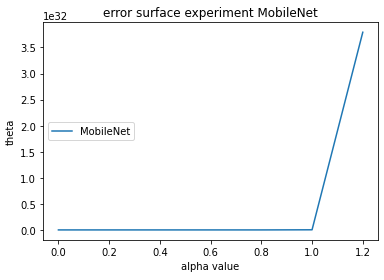 error surface experiment MobileNet
1e32
3.5
3.0
2.5
2.0
1.5
1.0
0.5
0.0
theta
MobileNet
0.0 0.2 0.4 0.6 0.8 1.0 1.2
alpha value